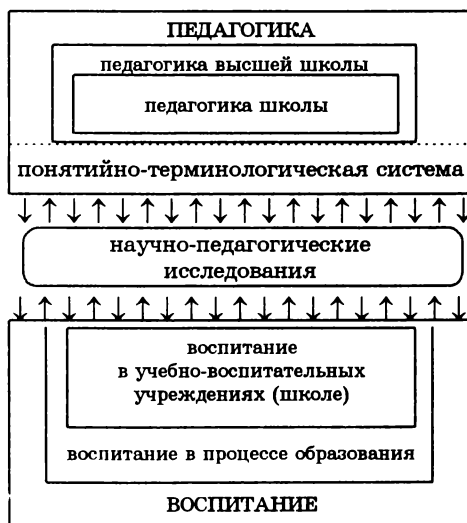 ПЕДАГОГИКА
педагогика высшей школы
педагогика школы
понятийно-терминологическая система
научно-педагогические
исследования
воспитание
в учебно-воспитательных
учреждениях (школе)
воспитание в процессе образования
ВОСПИТАНИЕ